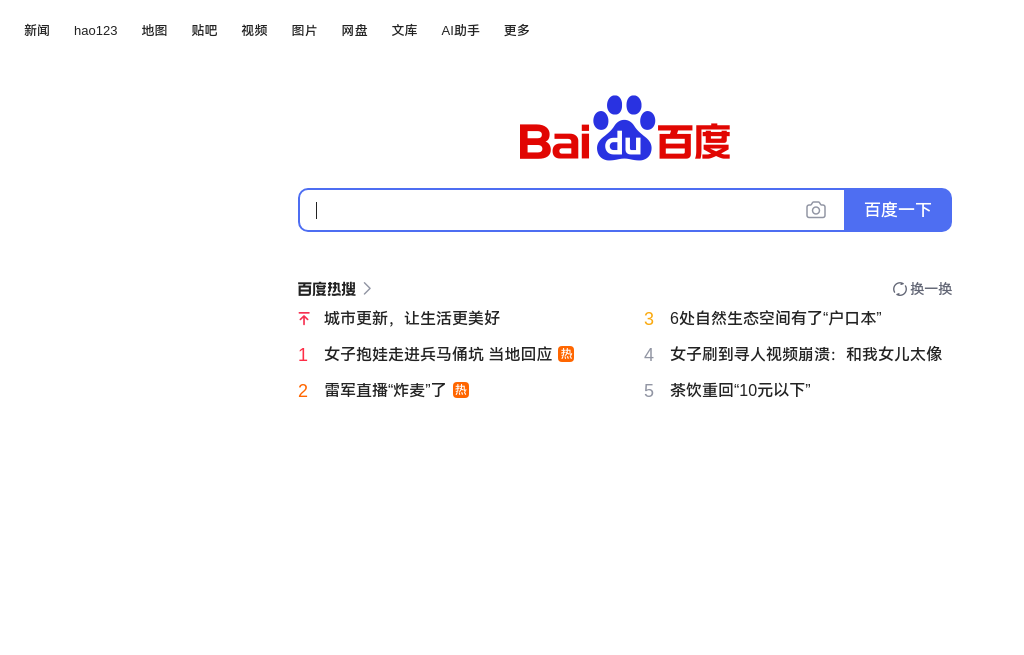 新闻 hao123 地图 贴吧 视频 图片 网盘 文库 AI助手 更多
Bai du 百度
百度一下
百度热搜 换一换
城市更新，让生活更美好
1 女子抱娃走进兵马俑坑 当地回应 热
2 雷军直播“炸麦”了 热
3 6处自然生态空间有了“户口本”
4 女子刷到寻人视频崩溃：和我女儿太像
5 茶饮重回“10元以下”